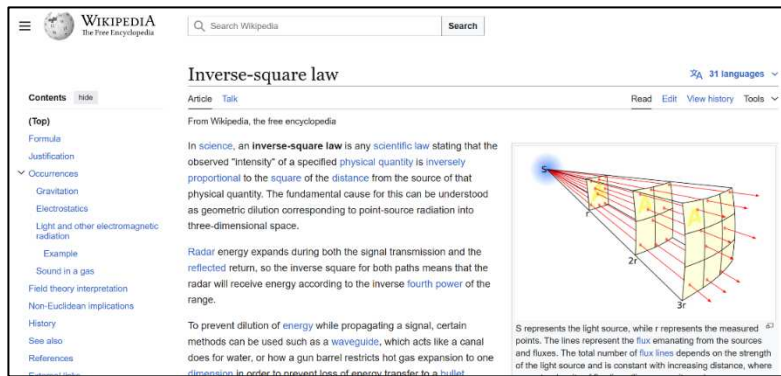 WIKIPEDIA
The Free Encyclopedia
Search Wikipedia
Search
Contents hide
(Top)
Formula
Justification
Occurrences
Gravitation
Electrostatics
Light and other electromagnetic
radiation
Example
Sound in a gas
Field theory interpretation
Non-Euclidean implications
History
See also
References
Inverse-square law
31 languages
Article Talk
Read Edit View history Tools
From Wikipedia, the free encyclopedia
In science, an inverse-square law is any scientific law stating that the
observed "intensity" of a specified physical quantity is inversely
proportional to the square of the distance from the source of that
physical quantity. The fundamental cause for this can be understood
as geometric dilution corresponding to point-source radiation into
three-dimensional space.
Radar energy expands during both the signal transmission and the
reflected return, so the inverse square for both paths means that the
radar will receive energy according to the inverse fourth power of the
range.
To prevent dilution of energy while propagating a signal, certain
methods can be used such as a waveguide, which acts like a canal
does for water, or how a gun barrel restricts hot gas expansion to one
dimension in order to prevent loss of energy transfer to a bullet.
S
A
A
A
r
2r
3r
S represents the light source, while r represents the measured
points. The lines represent the flux emanating from the sources
and fluxes. The total number of flux lines depends on the strength
of the light source and is constant with increasing distance, where